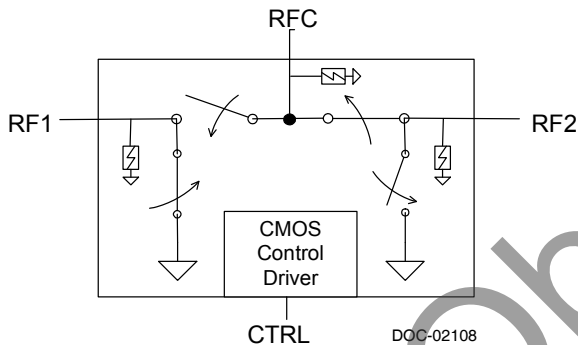 RFC
RF1
RF2
CMOS
Control
Driver
CTRL
DOC-02108